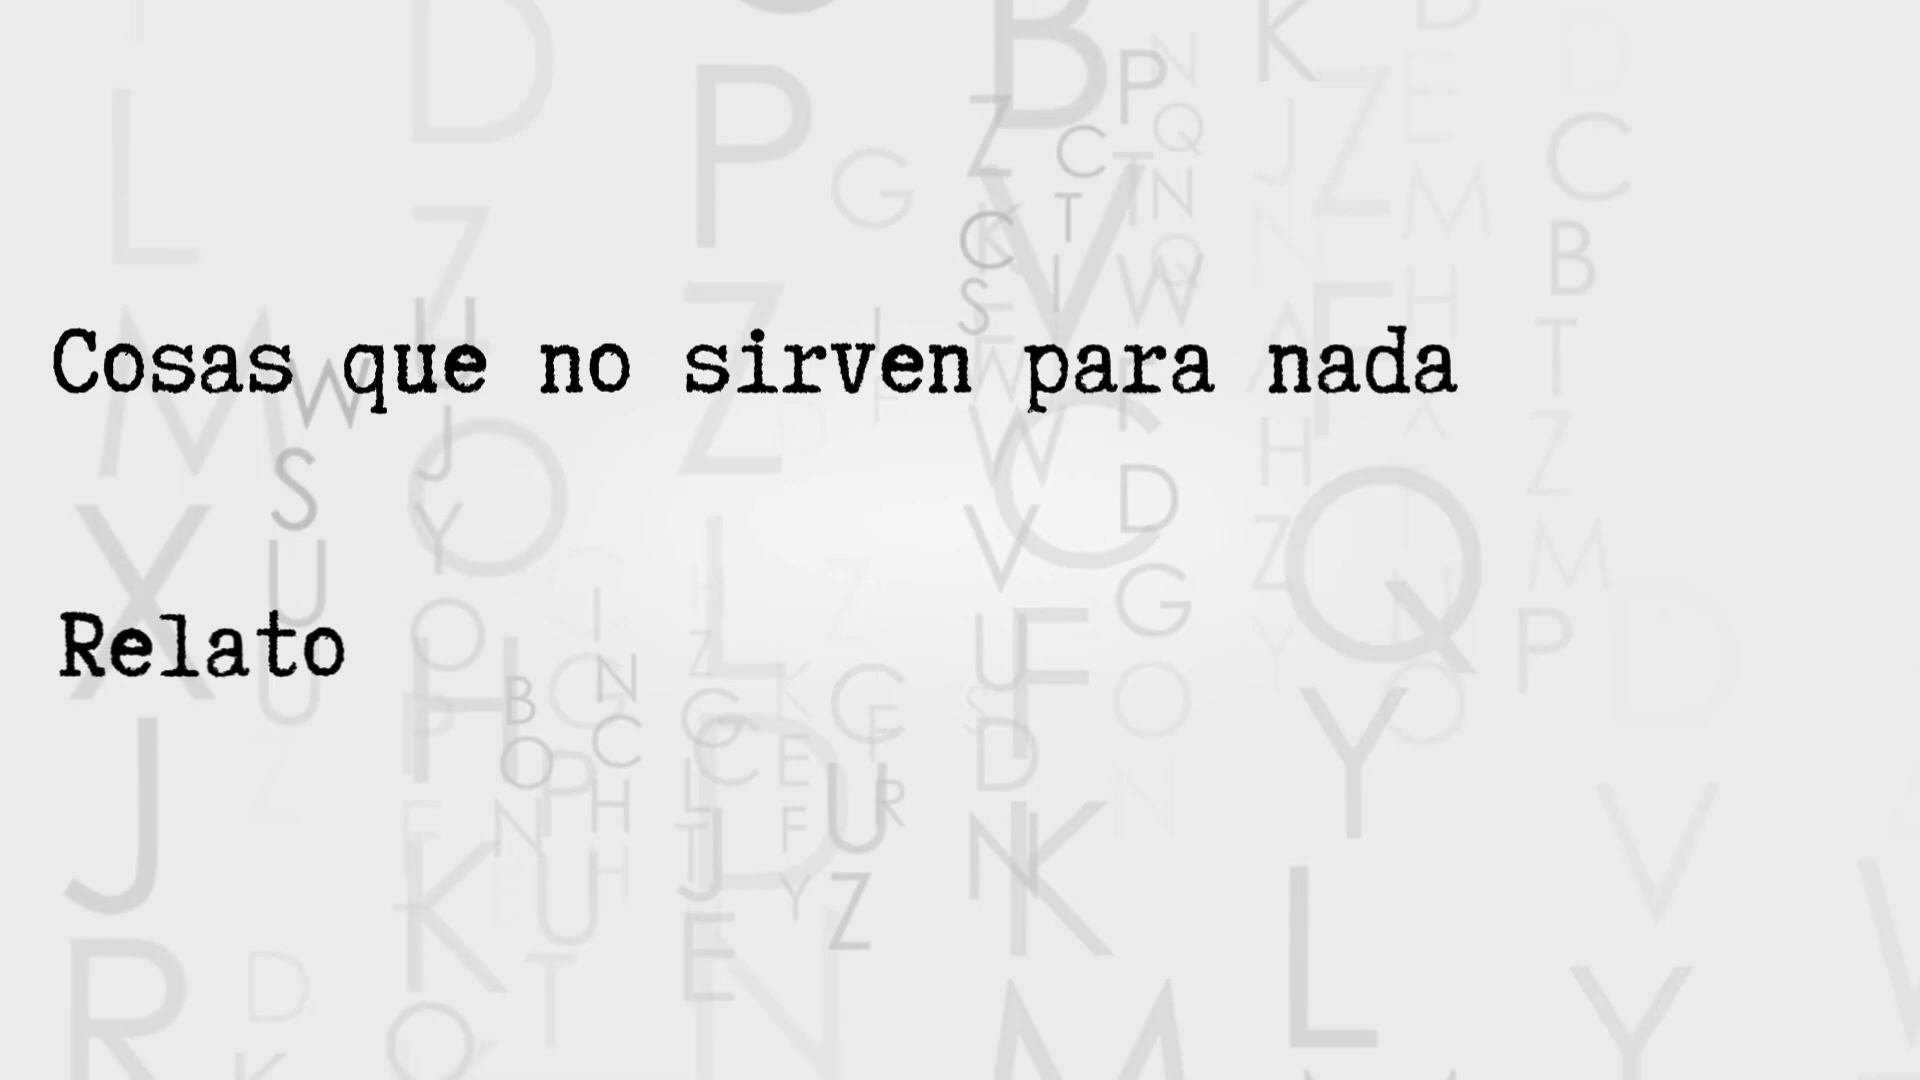 Cosas que no sirven para nada
Relato